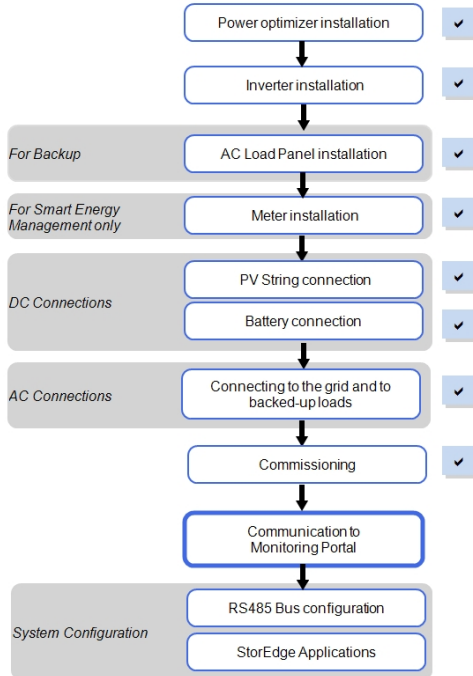 Power optimizer installation
Inverter installation
For Backup
AC Load Panel installation
For Smart Energy
Management only
Meter installation
DC Connections
PV String connection
Battery connection
AC Connections
Connecting to the grid and to
backed-up loads
Commissioning
Communication to
Monitoring Portal
System Configuration
RS485 Bus configuration
StorEdge Applications